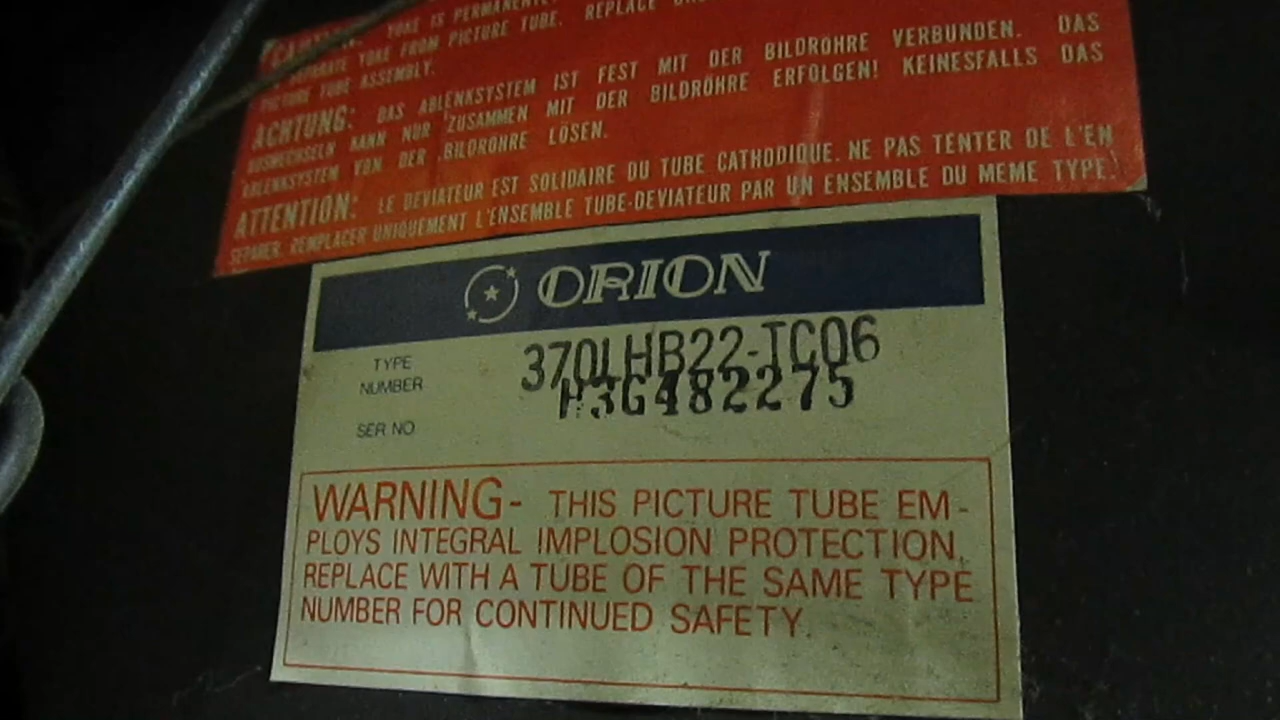 YOKE IS PERMANENTLY
YOKE FROM PICTURE TUBE. REPLACE
PICTURE TUBE ASSEMBLY.
ACHTUNG: DAS ABLENKSYSTEM IST FEST MIT DER BILDROHRE VERBUNDEN. DAS
AUSWECHSELN KANN NUR ZUSAMMEN MIT DER BILDRÖHRE ERFOLGEN! KEINESFALLS DAS
ABLENKSYSTEM VON DER BILDROHRE LÖSEN.
ATTENTION: LE DEVIATEUR EST SOLIDAIRE DU TUBE CATHODIQUE. NE PAS TENTER DE L'EN
SEPARER. REMPLACER UNIQUEMENT L'ENSEMBLE TUBE-DEVIATEUR PAR UN ENSEMBLE DU MEME TYPE.
ORION
TYPE
NUMBER
370LHB22-TC06
H3G482275
SER NO
WARNING- THIS PICTURE TUBE EM-
PLOYS INTEGRAL IMPLOSION PROTECTION.
REPLACE WITH A TUBE OF THE SAME TYPE
NUMBER FOR CONTINUED SAFETY.